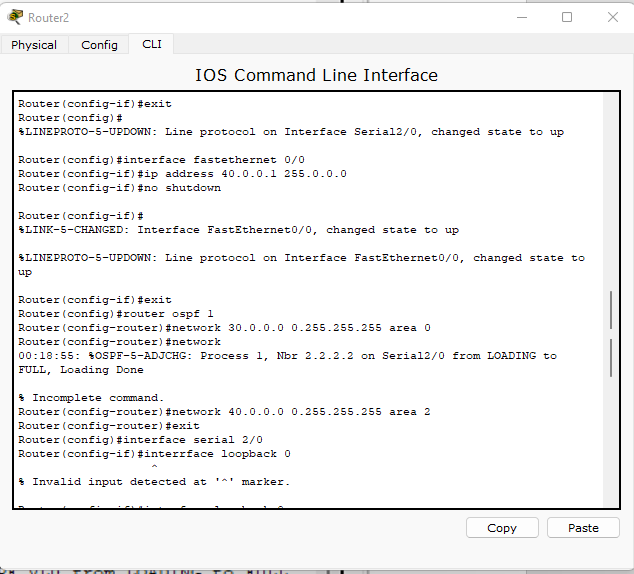 Router2
Physical
Config
CLI
IOS Command Line Interface
Router(config-if)#exit
Router(config)#
%LINEPROTO-5-UPDOWN: Line protocol on Interface Serial2/0, changed state to up
Router(config)#interface fastethernet 0/0
Router(config-if)#ip address 40.0.0.1 255.0.0.0
Router(config-if)#no shutdown
Router(config-if)#
%LINK-5-CHANGED: Interface FastEthernet0/0, changed state to up
%LINEPROTO-5-UPDOWN: Line protocol on Interface FastEthernet0/0, changed state to
up
Router(config-if)#exit
Router(config)#router ospf 1
Router(config-router)#network 30.0.0.0 0.255.255.255 area 0
Router(config-router)#network
00:18:55: %OSPF-5-ADJCHG: Process 1, Nbr 2.2.2.2 on Serial2/0 from LOADING to
FULL, Loading Done
% Incomplete command.
Router(config-router)#network 40.0.0.0 0.255.255.255 area 2
Router(config-router)#exit
Router(config)#interface serial 2/0
Router(config-if)#interrface loopback 0
^
% Invalid input detected at '^' marker.
Copy
Paste